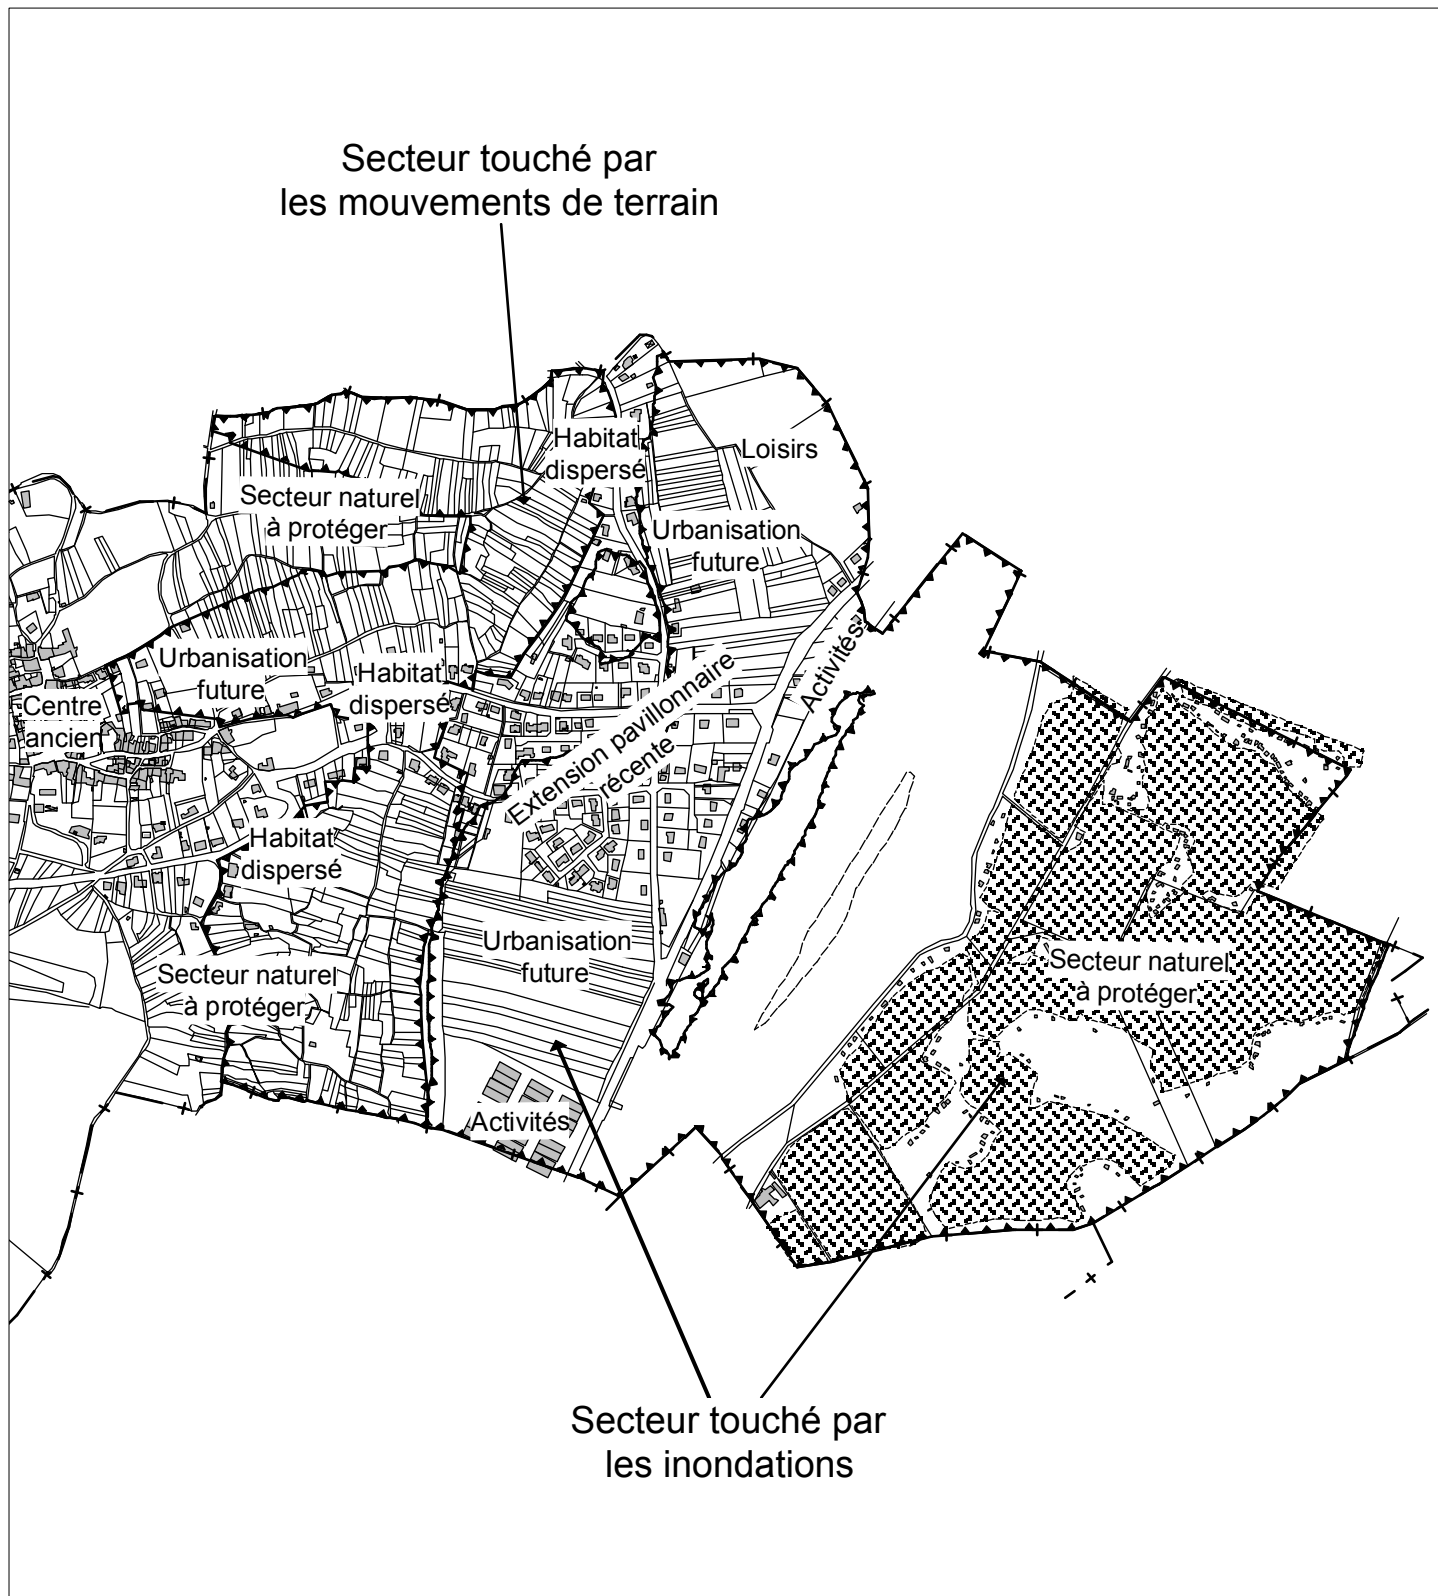 Secteur touché par
les mouvements de terrain
Habitat
dispersé
Loisirs
Secteur naturel
à protéger
Urbanisation
future
Urbanisation
future
Habitat
dispersé
Activités
Centre
ancien
Extension pavillonnaire
récente
Habitat
dispersé
Urbanisation
future
Secteur naturel
à protéger
Secteur naturel
à protéger
Activités
Secteur touché par
les inondations